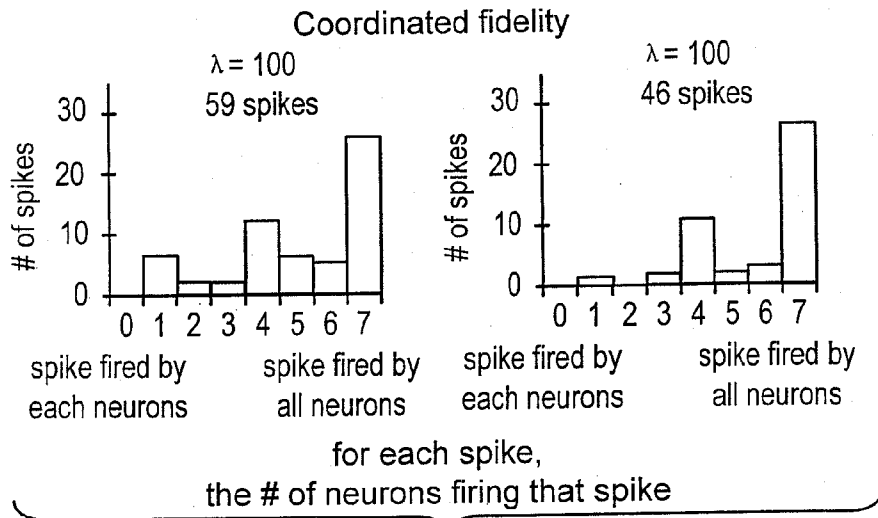 Coordinated fidelity
λ = 100
59 spikes
# of spikes
30
20
10
0
0 1 2 3 4 5 6 7
spike fired by
each neurons
spike fired by
all neurons
λ = 100
46 spikes
# of spikes
30
20
10
0
0 1 2 3 4 5 6 7
spike fired by
each neurons
spike fired by
all neurons
for each spike,
the # of neurons firing that spike